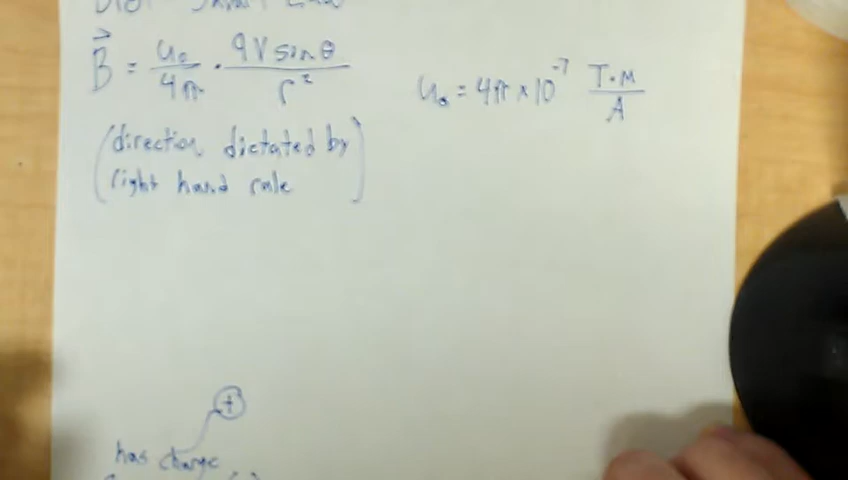 B⃗ = u₀/4π · qVsinθ/r²
u₀ = 4π × 10⁻⁷ T·M/A
(direction dictated by
right hand rule)
+
has charge